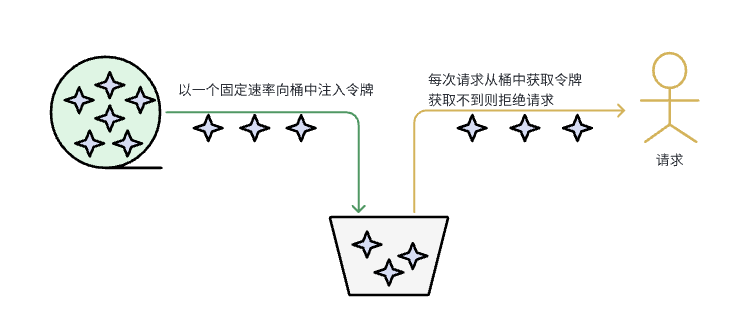 以一个固定速率向桶中注入令牌
每次请求从桶中获取令牌
获取不到则拒绝请求
请求